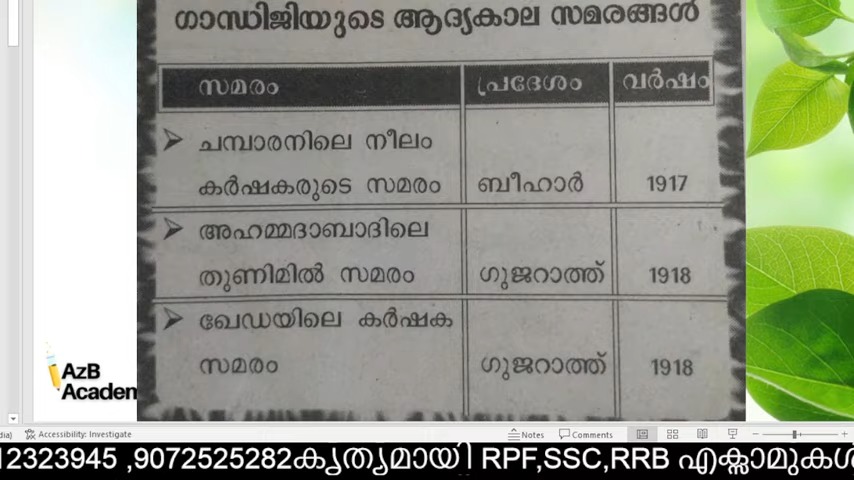 ഗാന്ധിജിയുടെ ആദ്യകാല സമരങ്ങൾ
സമരം പ്രദേശം വർഷം
➤ ചമ്പാരനിലെ നീലം
കർഷകരുടെ സമരം ബീഹാർ 1917
➤ അഹമ്മദാബാദിലെ
തുണിമിൽ സമരം ഗുജറാത്ത് 1918
➤ ഖേഡയിലെ കർഷക
സമരം ഗുജറാത്ത് 1918
AzB
Academ
Accessibility: Investigate Notes Comments
12323945 ,9072525282കൃത്യമായി RPF,SSC,RRB എക്സാമുകൾ